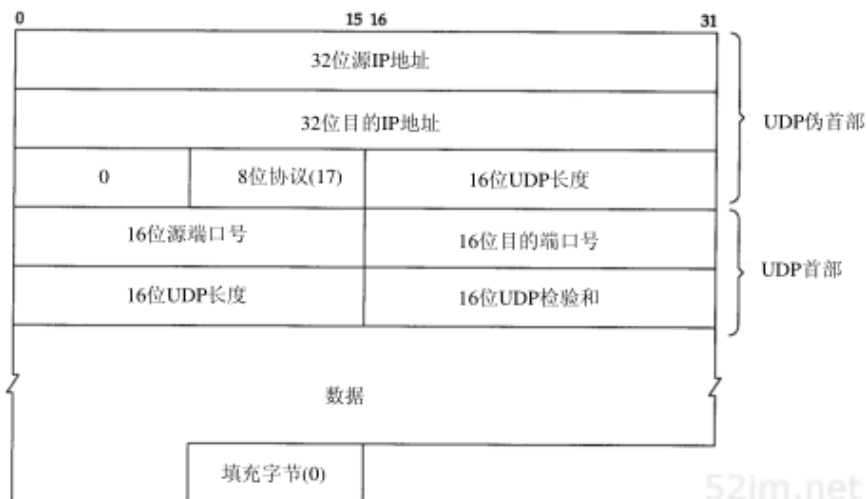 0 15 16 31
32位源IP地址
32位目的IP地址
UDP伪首部
0 8位协议(17) 16位UDP长度
16位源端口号 16位目的端口号
UDP首部
16位UDP长度 16位UDP检验和
数据
填充字节(0)
52im.net